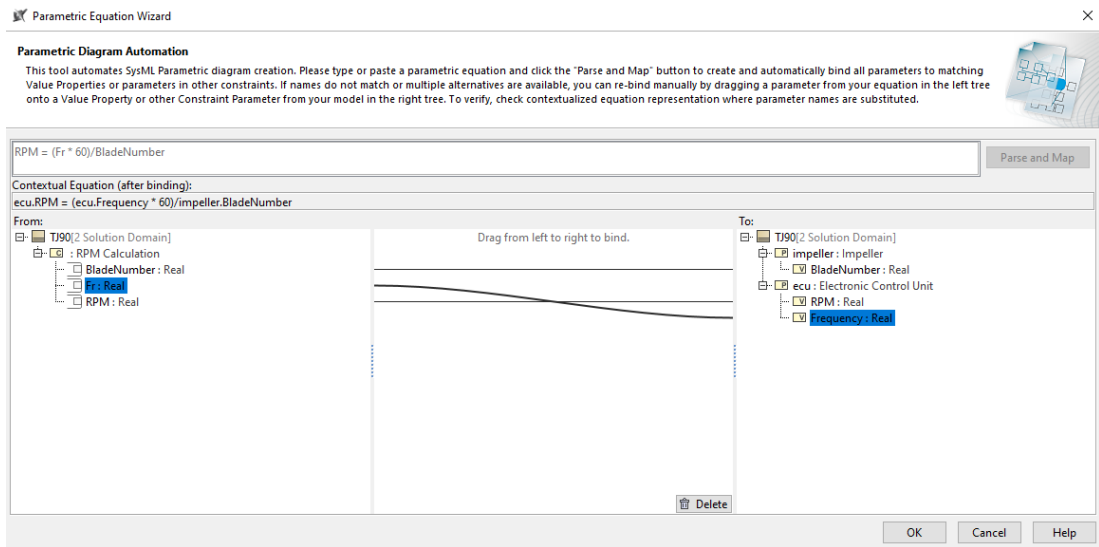 Parametric Equation Wizard
Parametric Diagram Automation
This tool automates SysML Parametric diagram creation. Please type or paste a parametric equation and click the "Parse and Map" button to create and automatically bind all parameters to matching
Value Properties or parameters in other constraints. If names do not match or multiple alternatives are available, you can re-bind manually by dragging a parameter from your equation in the left tree
onto a Value Property or other Constraint Parameter from your model in the right tree. To verify, check contextualized equation representation where parameter names are substituted.
RPM = (Fr * 60)/BladeNumber
Parse and Map
Contextual Equation (after binding):
ecu.RPM = (ecu.Frequency * 60)/impeller.BladeNumber
From:
TJ90[2 Solution Domain]
C : RPM Calculation
BladeNumber : Real
Fr : Real
RPM : Real
Drag from left to right to bind.
Delete
To:
TJ90[2 Solution Domain]
P impeller : Impeller
V BladeNumber : Real
P ecu : Electronic Control Unit
V RPM : Real
V Frequency : Real
OK Cancel Help